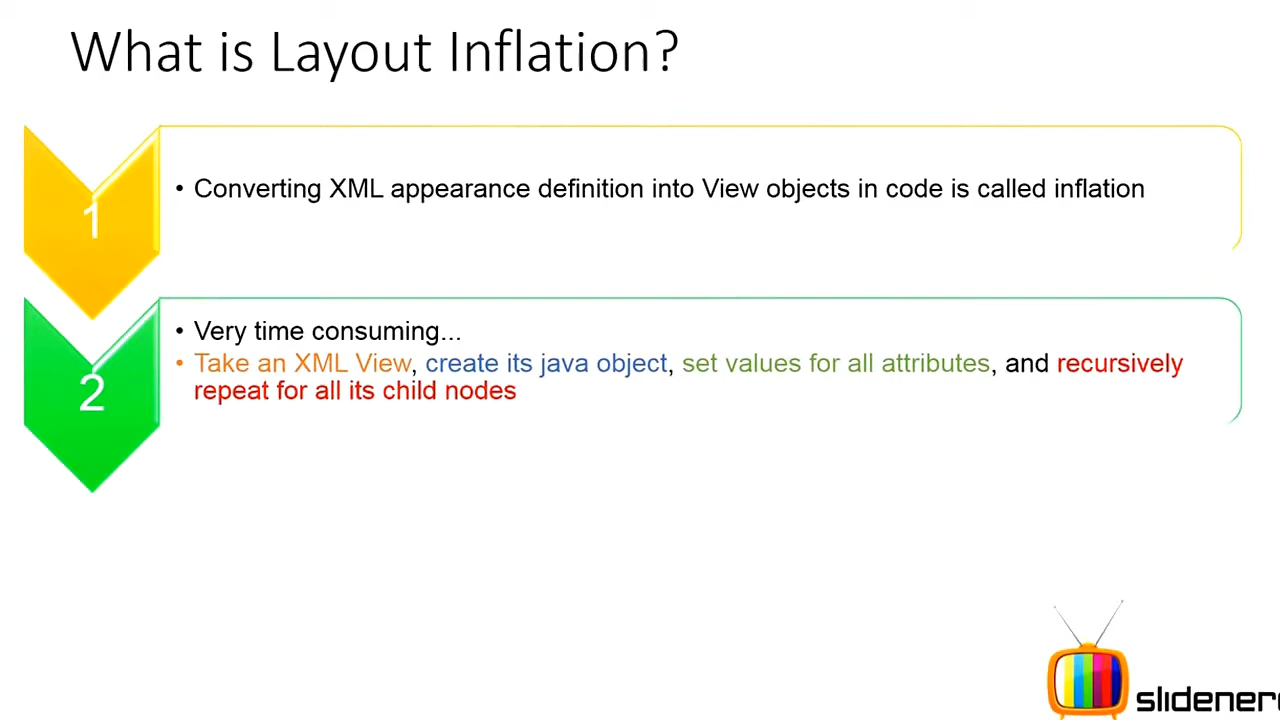 What is Layout Inflation?
1
• Converting XML appearance definition into View objects in code is called inflation
2
• Very time consuming...
• Take an XML View, create its java object, set values for all attributes, and recursively
repeat for all its child nodes
slidener